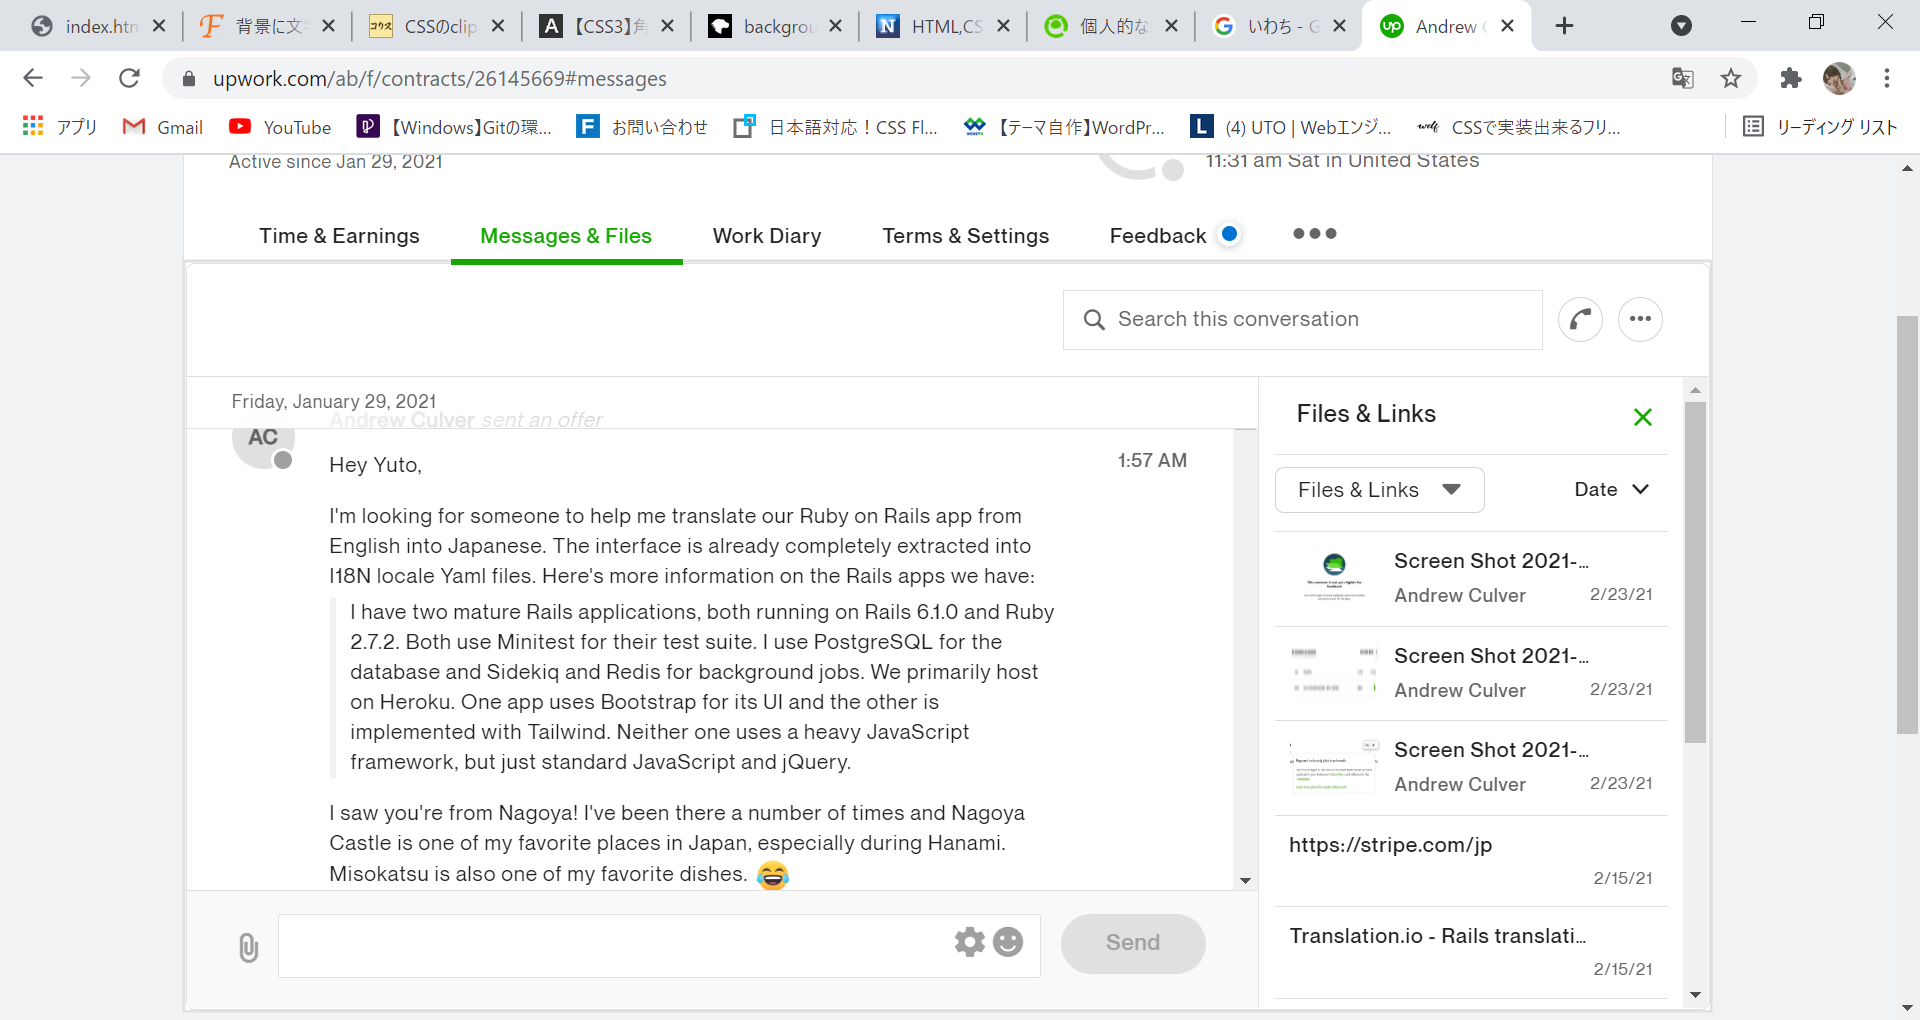 index.htm
背景に文字
CSSのclip
【CSS3】角
backgrou
HTML,CS
個人的な
いわち - G
Andrew C
upwork.com/ab/f/contracts/26145669#messages
アプリ
Gmail
YouTube
【Windows】Gitの環...
お問い合わせ
日本語対応！CSS Fl...
【テーマ自作】WordPr...
(4) UTO | Webエンジ...
CSSで実装出来るフリ...
リーディング リスト
Active since Jan 29, 2021
11:31 am Sat in United States
Time & Earnings
Messages & Files
Work Diary
Terms & Settings
Feedback
Search this conversation
Friday, January 29, 2021
Andrew Culver sent an offer
AC
Hey Yuto,
1:57 AM
I'm looking for someone to help me translate our Ruby on Rails app from
English into Japanese. The interface is already completely extracted into
I18N locale Yaml files. Here's more information on the Rails apps we have:
I have two mature Rails applications, both running on Rails 6.1.0 and Ruby
2.7.2. Both use Minitest for their test suite. I use PostgreSQL for the
database and Sidekiq and Redis for background jobs. We primarily host
on Heroku. One app uses Bootstrap for its UI and the other is
implemented with Tailwind. Neither one uses a heavy JavaScript
framework, but just standard JavaScript and jQuery.
I saw you're from Nagoya! I've been there a number of times and Nagoya
Castle is one of my favorite places in Japan, especially during Hanami.
Misokatsu is also one of my favorite dishes. 😂
Send
Files & Links
Files & Links
Date
Screen Shot 2021-...
Andrew Culver
2/23/21
Screen Shot 2021-...
Andrew Culver
2/23/21
Screen Shot 2021-...
Andrew Culver
2/23/21
https://stripe.com/jp
2/15/21
Translation.io - Rails translati...
2/15/21